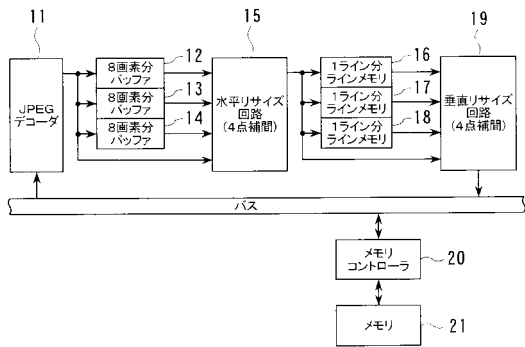 11
12
13
14
15
16
17
18
19
JPEG
デコーダ
8画素分
バッファ
8画素分
バッファ
8画素分
バッファ
水平リサイズ
回路
(4点補間)
1ライン分
ラインメモリ
1ライン分
ラインメモリ
1ライン分
ラインメモリ
垂直リサイズ
回路
(4点補間)
バス
メモリ
コントローラ
20
メモリ
21